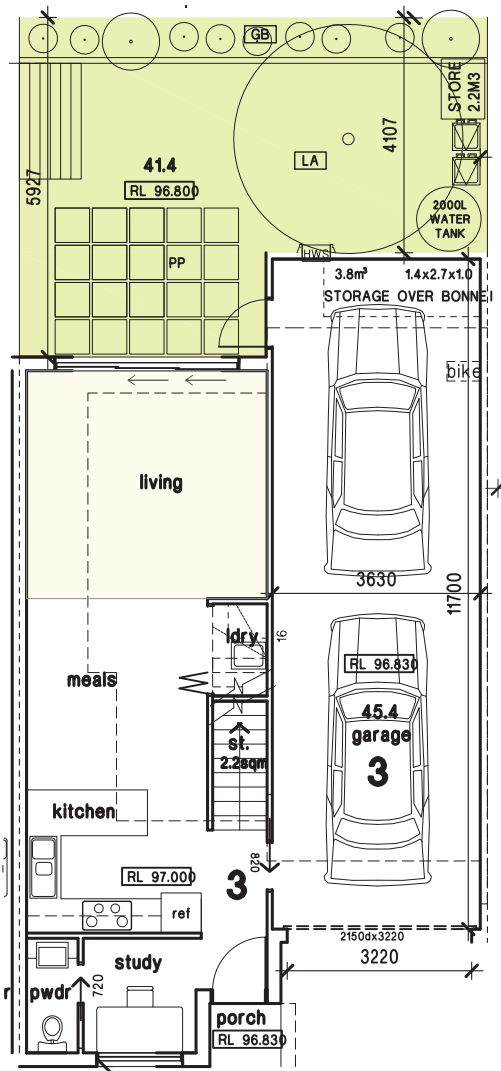 GB
STORE
2.2M3
4107
5927
41.4
LA
RL 96.800
2000L
WATER
TANK
PP
HWS
3.8m³ 1.4x2.7x1.0
STORAGE OVER BONNE
bike
living
3630
11700
ldry
16
RL 96.830
meals
45.4
garage
3
st.
2.2sqm
kitchen
820
RL 97.000
3
ref
2150dx3220
study
3220
720
r
pwdr
porch
RL 96.830